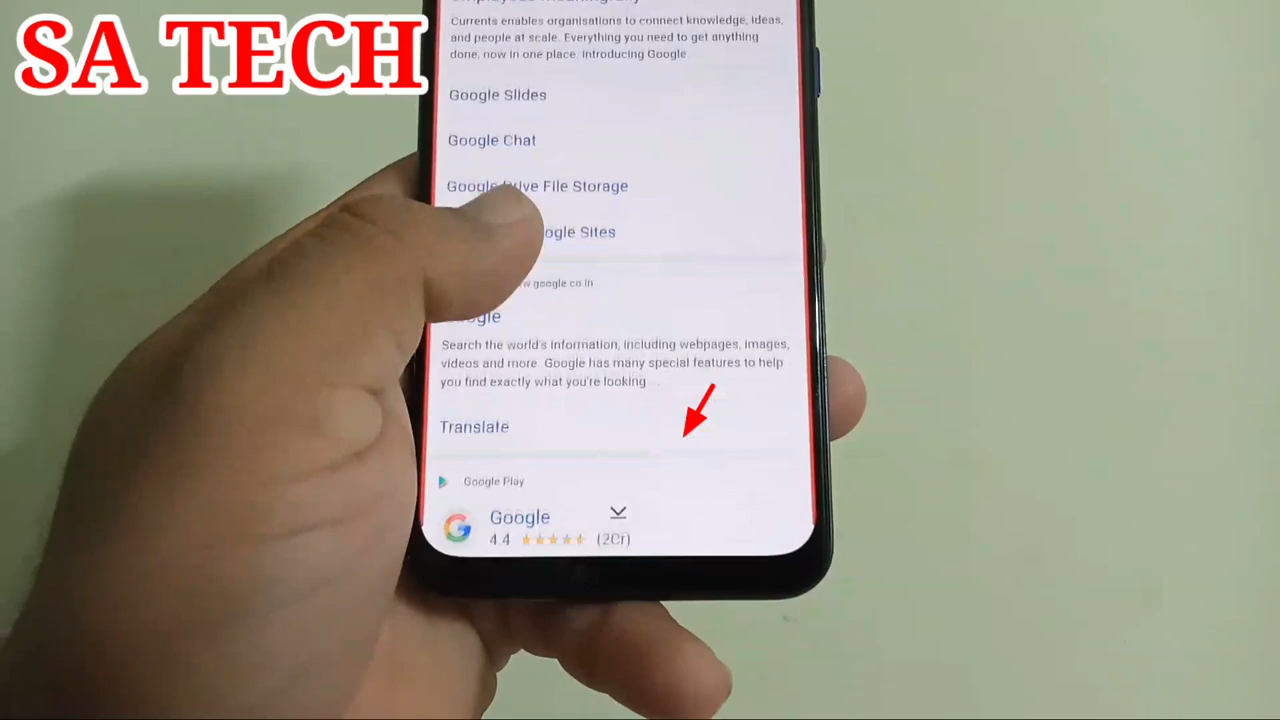 SA TECH
Currents enables organisations to connect knowledge, ideas,
and people at scale. Everything you need to get anything
done, now in one place: introducing Google
Google Slides
Google Chat
Google Drive File Storage
ogle Sites
w.google.co.in
Search the world's information, including webpages, images,
videos and more. Google has many special features to help
you find exactly what you're looking ...
Translate
Google Play
Google
4.4 ★★★★★ (2Cr)